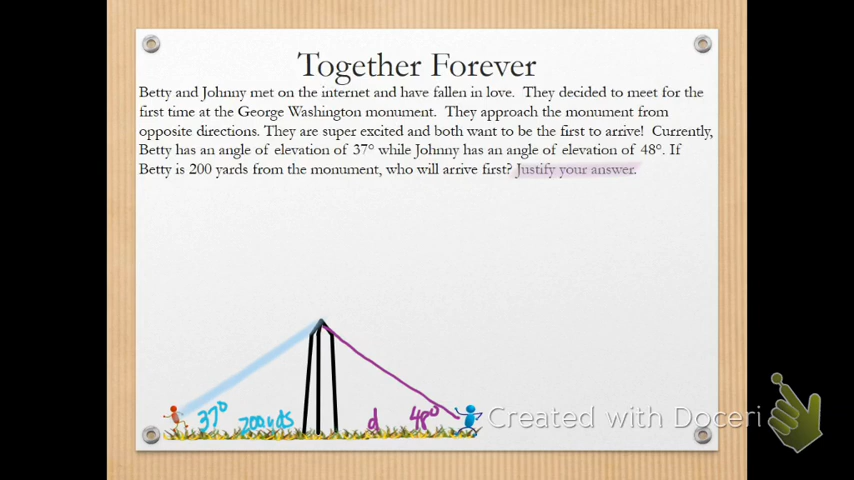 Together Forever
Betty and Johnny met on the internet and have fallen in love. They decided to meet for the
first time at the George Washington monument. They approach the monument from
opposite directions. They are super excited and both want to be the first to arrive! Currently,
Betty has an angle of elevation of 37° while Johnny has an angle of elevation of 48°. If
Betty is 200 yards from the monument, who will arrive first? Justify your answer.
37° 200yds d 48°
Created with Doceri